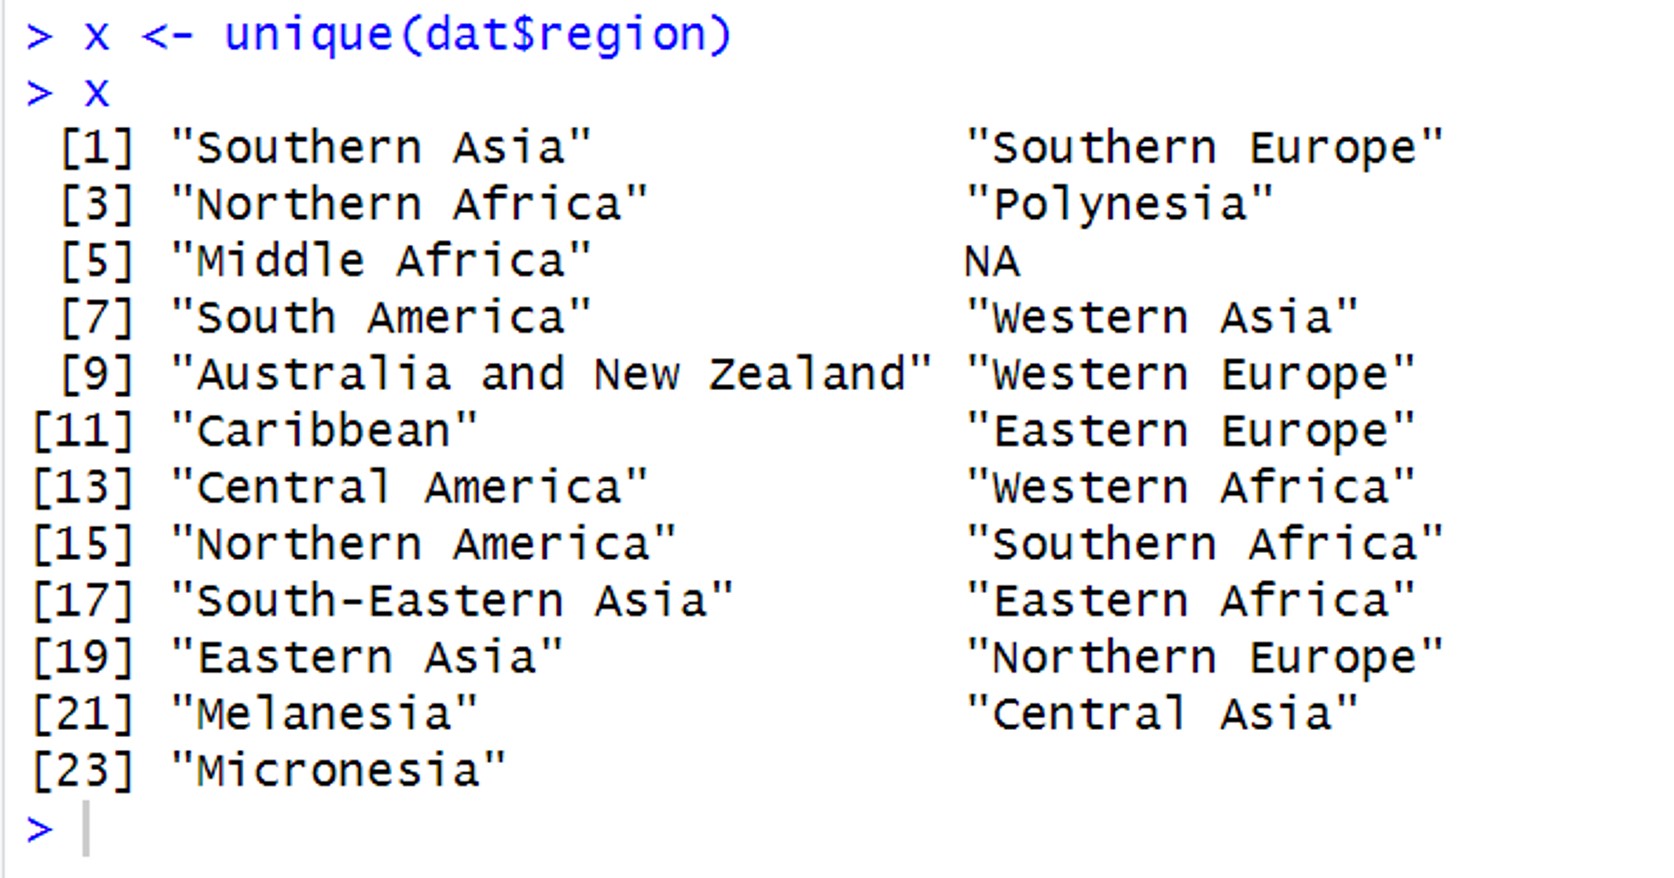 > x <- unique(dat$region)
> x
 [1] "Southern Asia"             "Southern Europe"
 [3] "Northern Africa"           "Polynesia"
 [5] "Middle Africa"             NA
 [7] "South America"             "Western Asia"
 [9] "Australia and New Zealand" "Western Europe"
[11] "Caribbean"                 "Eastern Europe"
[13] "Central America"           "Western Africa"
[15] "Northern America"          "Southern Africa"
[17] "South-Eastern Asia"        "Eastern Africa"
[19] "Eastern Asia"              "Northern Europe"
[21] "Melanesia"                 "Central Asia"
[23] "Micronesia"
>